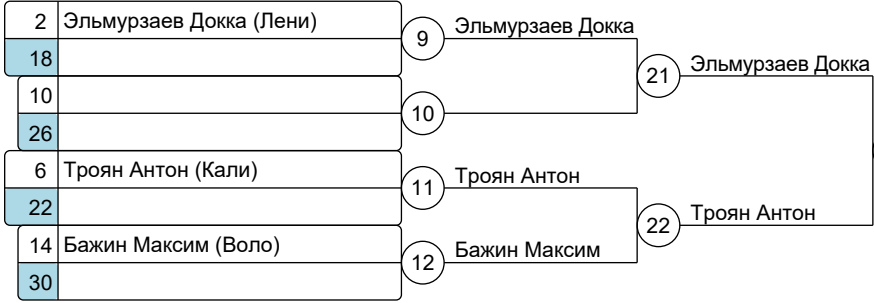 2 Эльмурзаев Докка (Лени)
18
9 Эльмурзаев Докка
10
26
10
21 Эльмурзаев Докка
6 Троян Антон (Кали)
22
11 Троян Антон
14 Бажин Максим (Воло)
30
12 Бажин Максим
22 Троян Антон